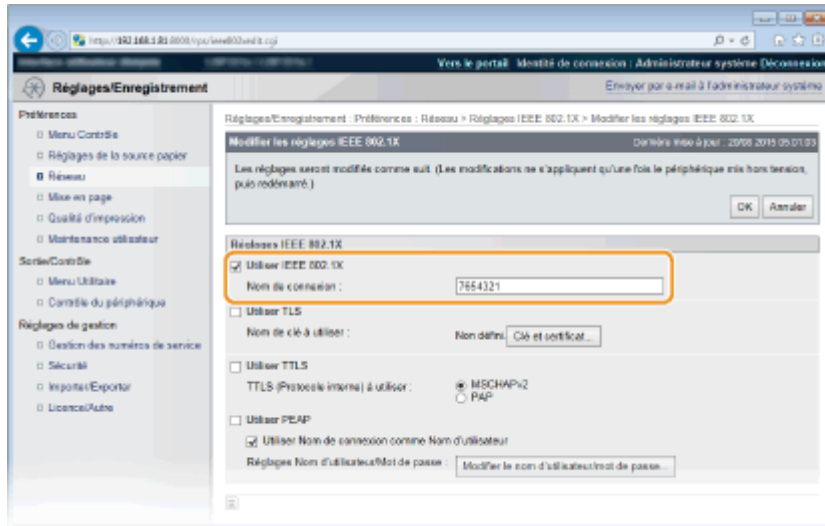 Vers le portail Identité de connexion : Administrateur système Déconnexion
Réglages/Enregistrement
Envoyer par e-mail à l'administrateur système
Préférences
Menu Contrôle
Réglages de la source papier
Réseau
Mise en page
Qualité d'impression
Maintenance utilisateur
Sortie/Contrôle
Menu Utilitaire
Contrôle du périphérique
Réglages de gestion
Gestion des numéros de service
Sécurité
Importer/Exporter
Licence/Autre
Réglages/Enregistrement : Préférences : Réseau > Réglages IEEE 802.1X > Modifier les réglages IEEE 802.1X
Modifier les réglages IEEE 802.1X
Dernière mise à jour : 20/08 2015 05:01:03
Les réglages seront modifiés comme suit. (Les modifications ne s'appliquent qu'une fois le périphérique mis hors tension,
puis redémarré.)
OK Annuler
Réglages IEEE 802.1X
Utiliser IEEE 802.1X
Nom de connexion : 7654321
Utiliser TLS
Nom de clé à utiliser : Non défini. Clé et certificat...
Utiliser TTLS
TTLS (Protocole interne) à utiliser : MSCHAPv2
PAP
Utiliser PEAP
Utiliser Nom de connexion comme Nom d'utilisateur
Réglages Nom d'utilisateur/Mot de passe : Modifier le nom d'utilisateur/mot de passe...